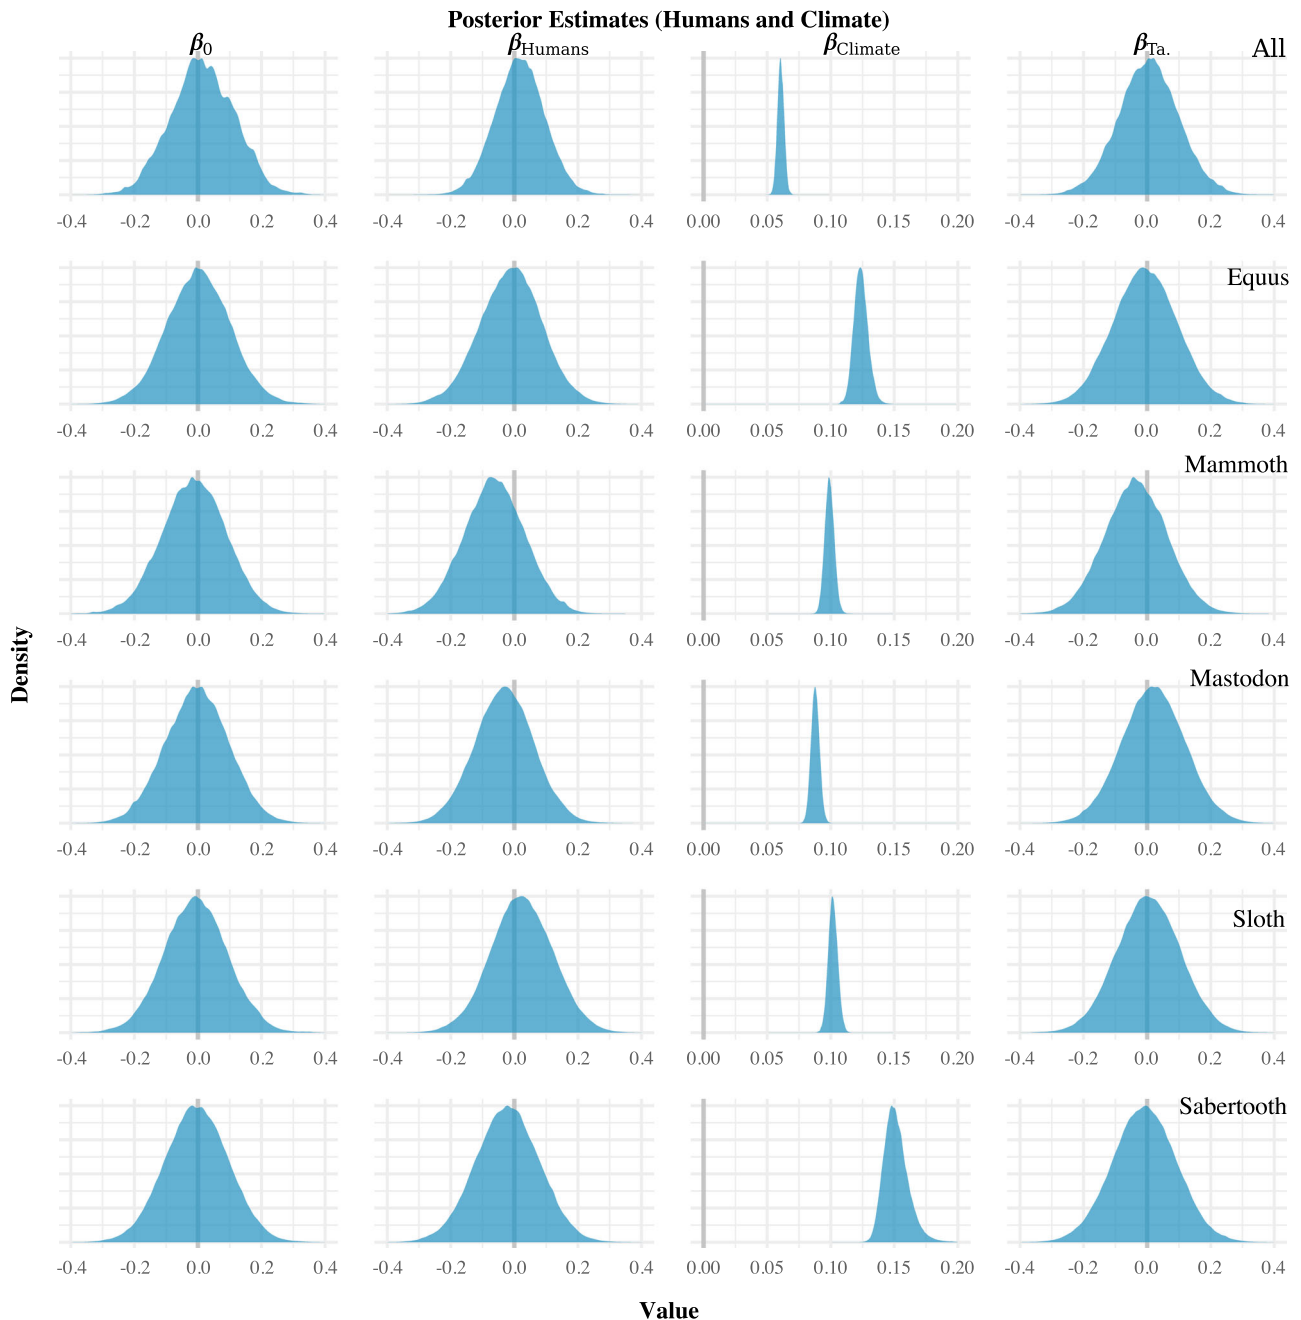 Posterior Estimates (Humans and Climate)
β0 βHumans βClimate βTa. All
-0.4 -0.2 0.0 0.2 0.4 -0.4 -0.2 0.0 0.2 0.4 0.00 0.05 0.10 0.15 0.20 -0.4 -0.2 0.0 0.2 0.4
Equus
-0.4 -0.2 0.0 0.2 0.4 -0.4 -0.2 0.0 0.2 0.4 0.00 0.05 0.10 0.15 0.20 -0.4 -0.2 0.0 0.2 0.4
Mammoth
-0.4 -0.2 0.0 0.2 0.4 -0.4 -0.2 0.0 0.2 0.4 0.00 0.05 0.10 0.15 0.20 -0.4 -0.2 0.0 0.2 0.4
Density
Mastodon
-0.4 -0.2 0.0 0.2 0.4 -0.4 -0.2 0.0 0.2 0.4 0.00 0.05 0.10 0.15 0.20 -0.4 -0.2 0.0 0.2 0.4
Sloth
-0.4 -0.2 0.0 0.2 0.4 -0.4 -0.2 0.0 0.2 0.4 0.00 0.05 0.10 0.15 0.20 -0.4 -0.2 0.0 0.2 0.4
Sabertooth
-0.4 -0.2 0.0 0.2 0.4 -0.4 -0.2 0.0 0.2 0.4 0.00 0.05 0.10 0.15 0.20 -0.4 -0.2 0.0 0.2 0.4
Value